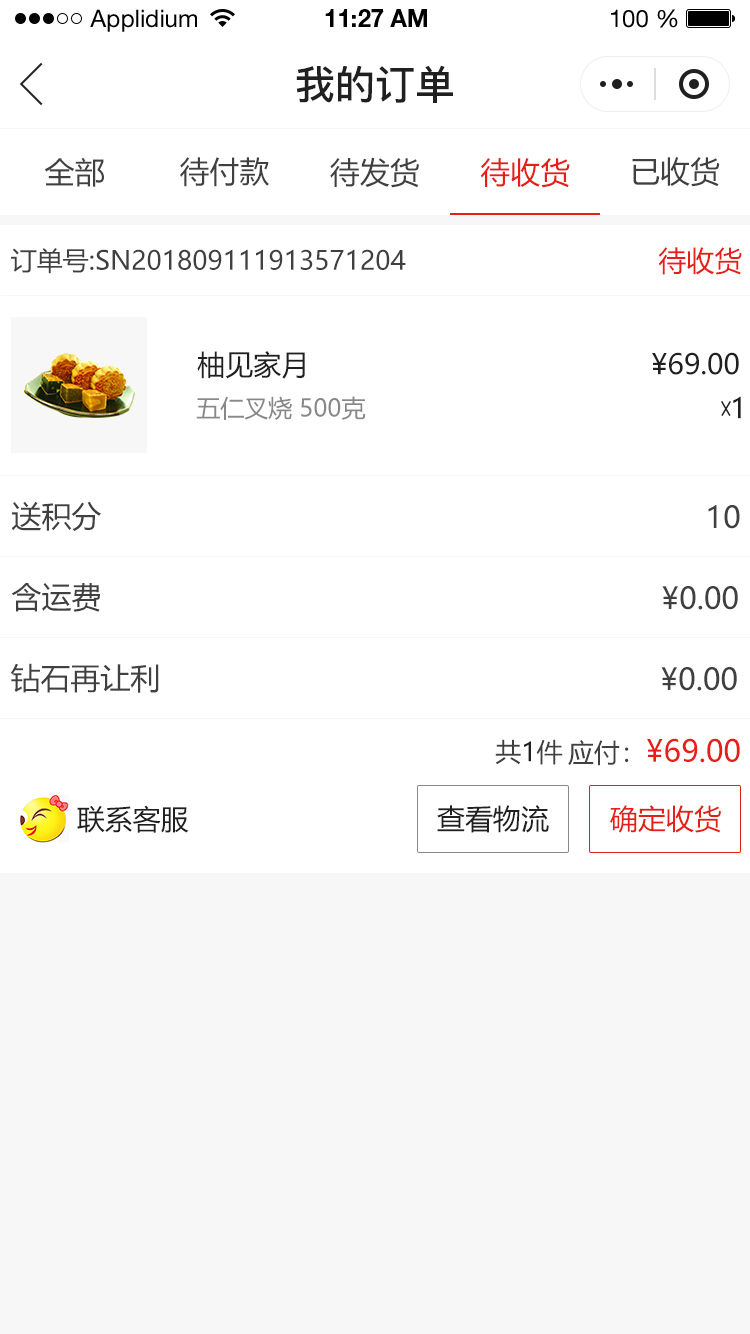 Applidium 11:27 AM 100 %
我的订单
全部 待付款 待发货 待收货 已收货
订单号:SN201809111913571204 待收货
柚见家月 ¥69.00
五仁叉烧 500克 x1
送积分 10
含运费 ¥0.00
钻石再让利 ¥0.00
共1件 应付: ¥69.00
联系客服 查看物流 确定收货